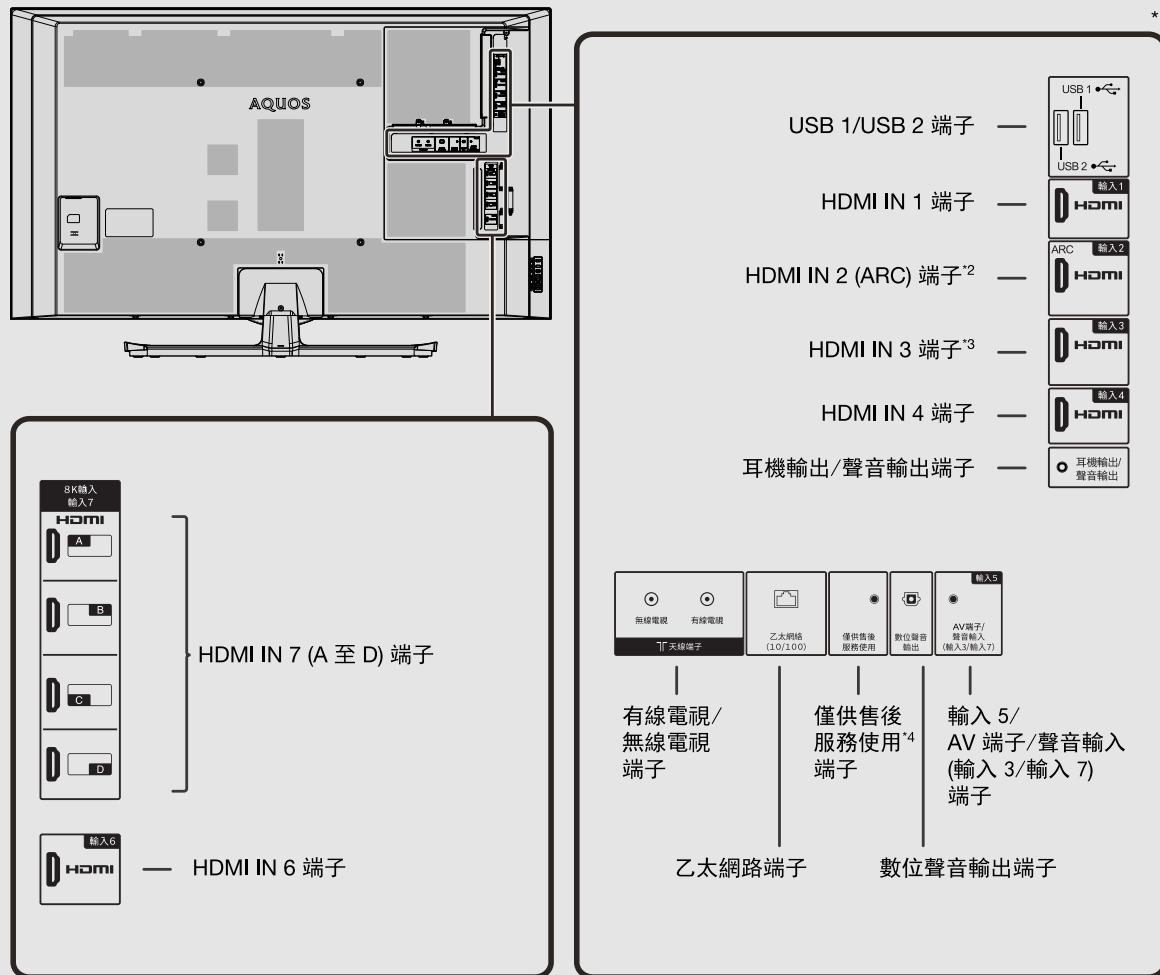 *
AQUOS
USB 1/USB 2 端子
USB 1
USB 2
HDMI IN 1 端子
輸入1
HDMI
HDMI IN 2 (ARC) 端子*2
ARC
輸入2
HDMI
HDMI IN 3 端子*3
輸入3
HDMI
HDMI IN 4 端子
輸入4
HDMI
耳機輸出/聲音輸出端子
耳機輸出/
聲音輸出
8K輸入
輸入7
HDMI
A
B
C
D
HDMI IN 7 (A 至 D) 端子
輸入6
HDMI
HDMI IN 6 端子
無線電視
有線電視
天線端子
乙太網絡
(10/100)
僅供售後
服務使用
數位聲音
輸出
輸入5
AV端子/
聲音輸入
(輸入3/輸入7)
有線電視/
無線電視
端子
僅供售後
服務使用*4
端子
輸入 5/
AV 端子/聲音輸入
(輸入 3/輸入 7)
端子
乙太網路端子
數位聲音輸出端子